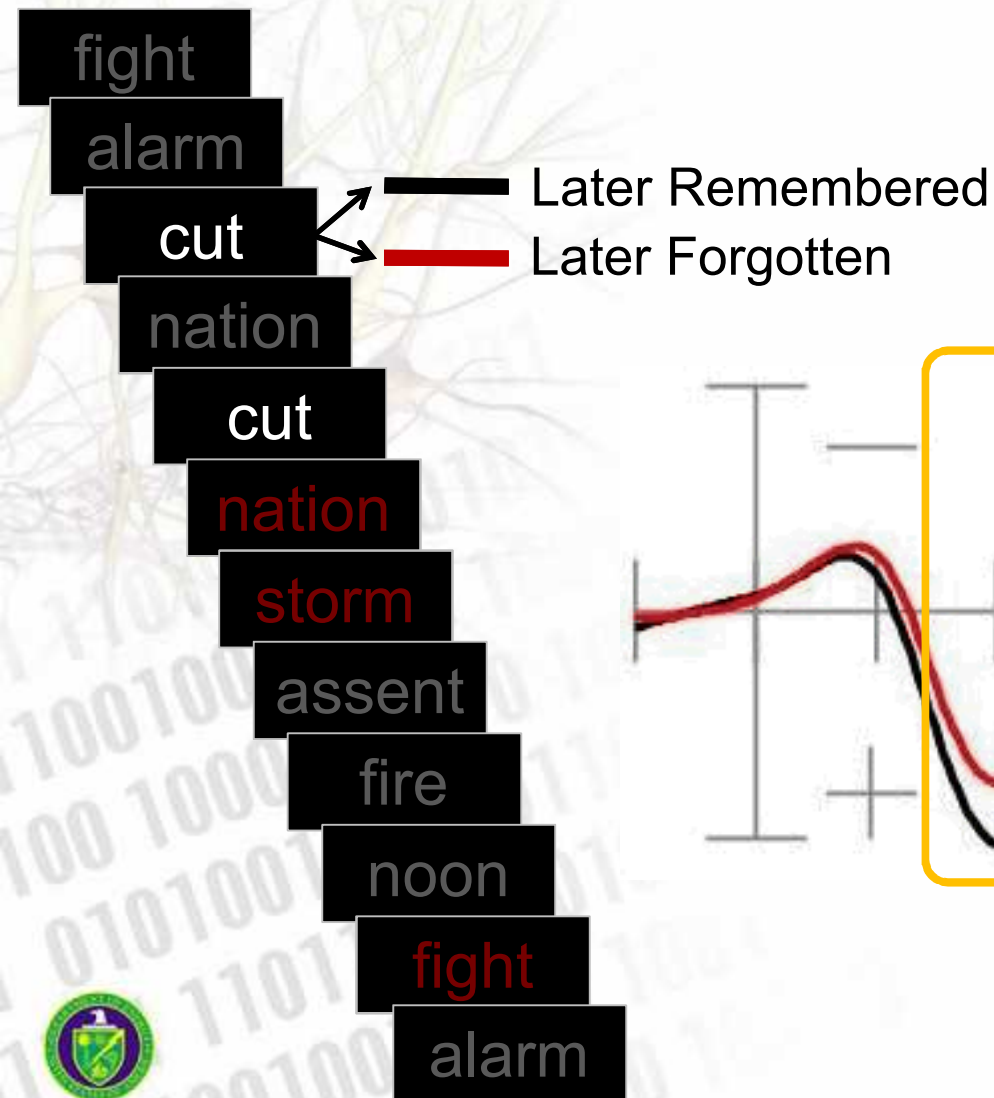 fight
alarm
cut
Later Remembered
Later Forgotten
nation
cut
nation
storm
assent
fire
noon
fight
alarm